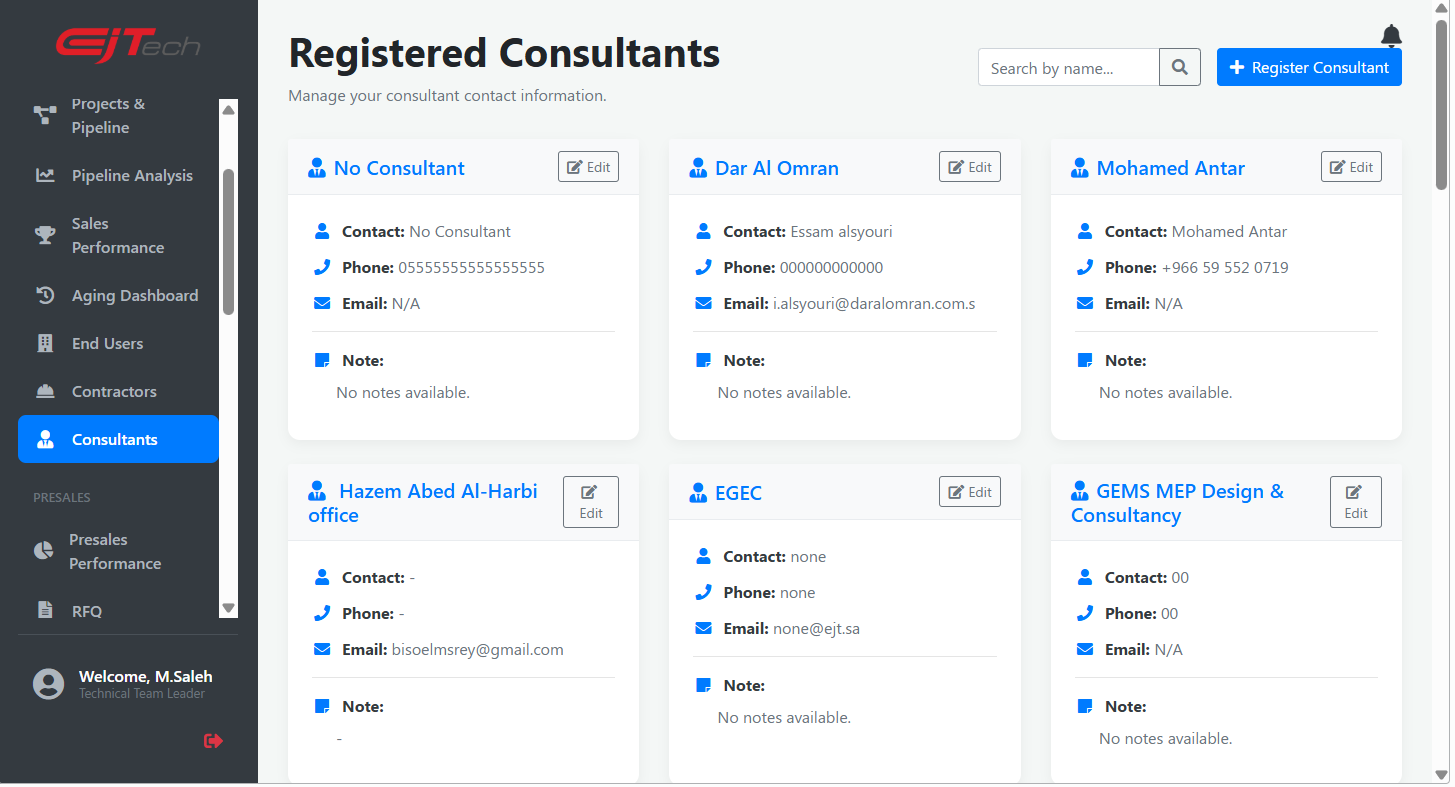 EJTech
Projects &
Pipeline
Pipeline Analysis
Sales
Performance
Aging Dashboard
End Users
Contractors
Consultants
PRESALES
Presales
Performance
RFQ
Welcome, M.Saleh
Technical Team Leader
Registered Consultants
Manage your consultant contact information.
Search by name...
Register Consultant
No Consultant
Edit
Contact: No Consultant
Phone: 05555555555555555
Email: N/A
Note:
No notes available.
Dar Al Omran
Edit
Contact: Essam alsyouri
Phone: 000000000000
Email: i.alsyouri@daralomran.com.s
Note:
No notes available.
Mohamed Antar
Edit
Contact: Mohamed Antar
Phone: +966 59 552 0719
Email: N/A
Note:
No notes available.
Hazem Abed Al-Harbi
office
Edit
Contact: -
Phone: -
Email: bisoelmsrey@gmail.com
Note:
-
EGEC
Edit
Contact: none
Phone: none
Email: none@ejt.sa
Note:
No notes available.
GEMS MEP Design &
Consultancy
Edit
Contact: 00
Phone: 00
Email: N/A
Note:
No notes available.